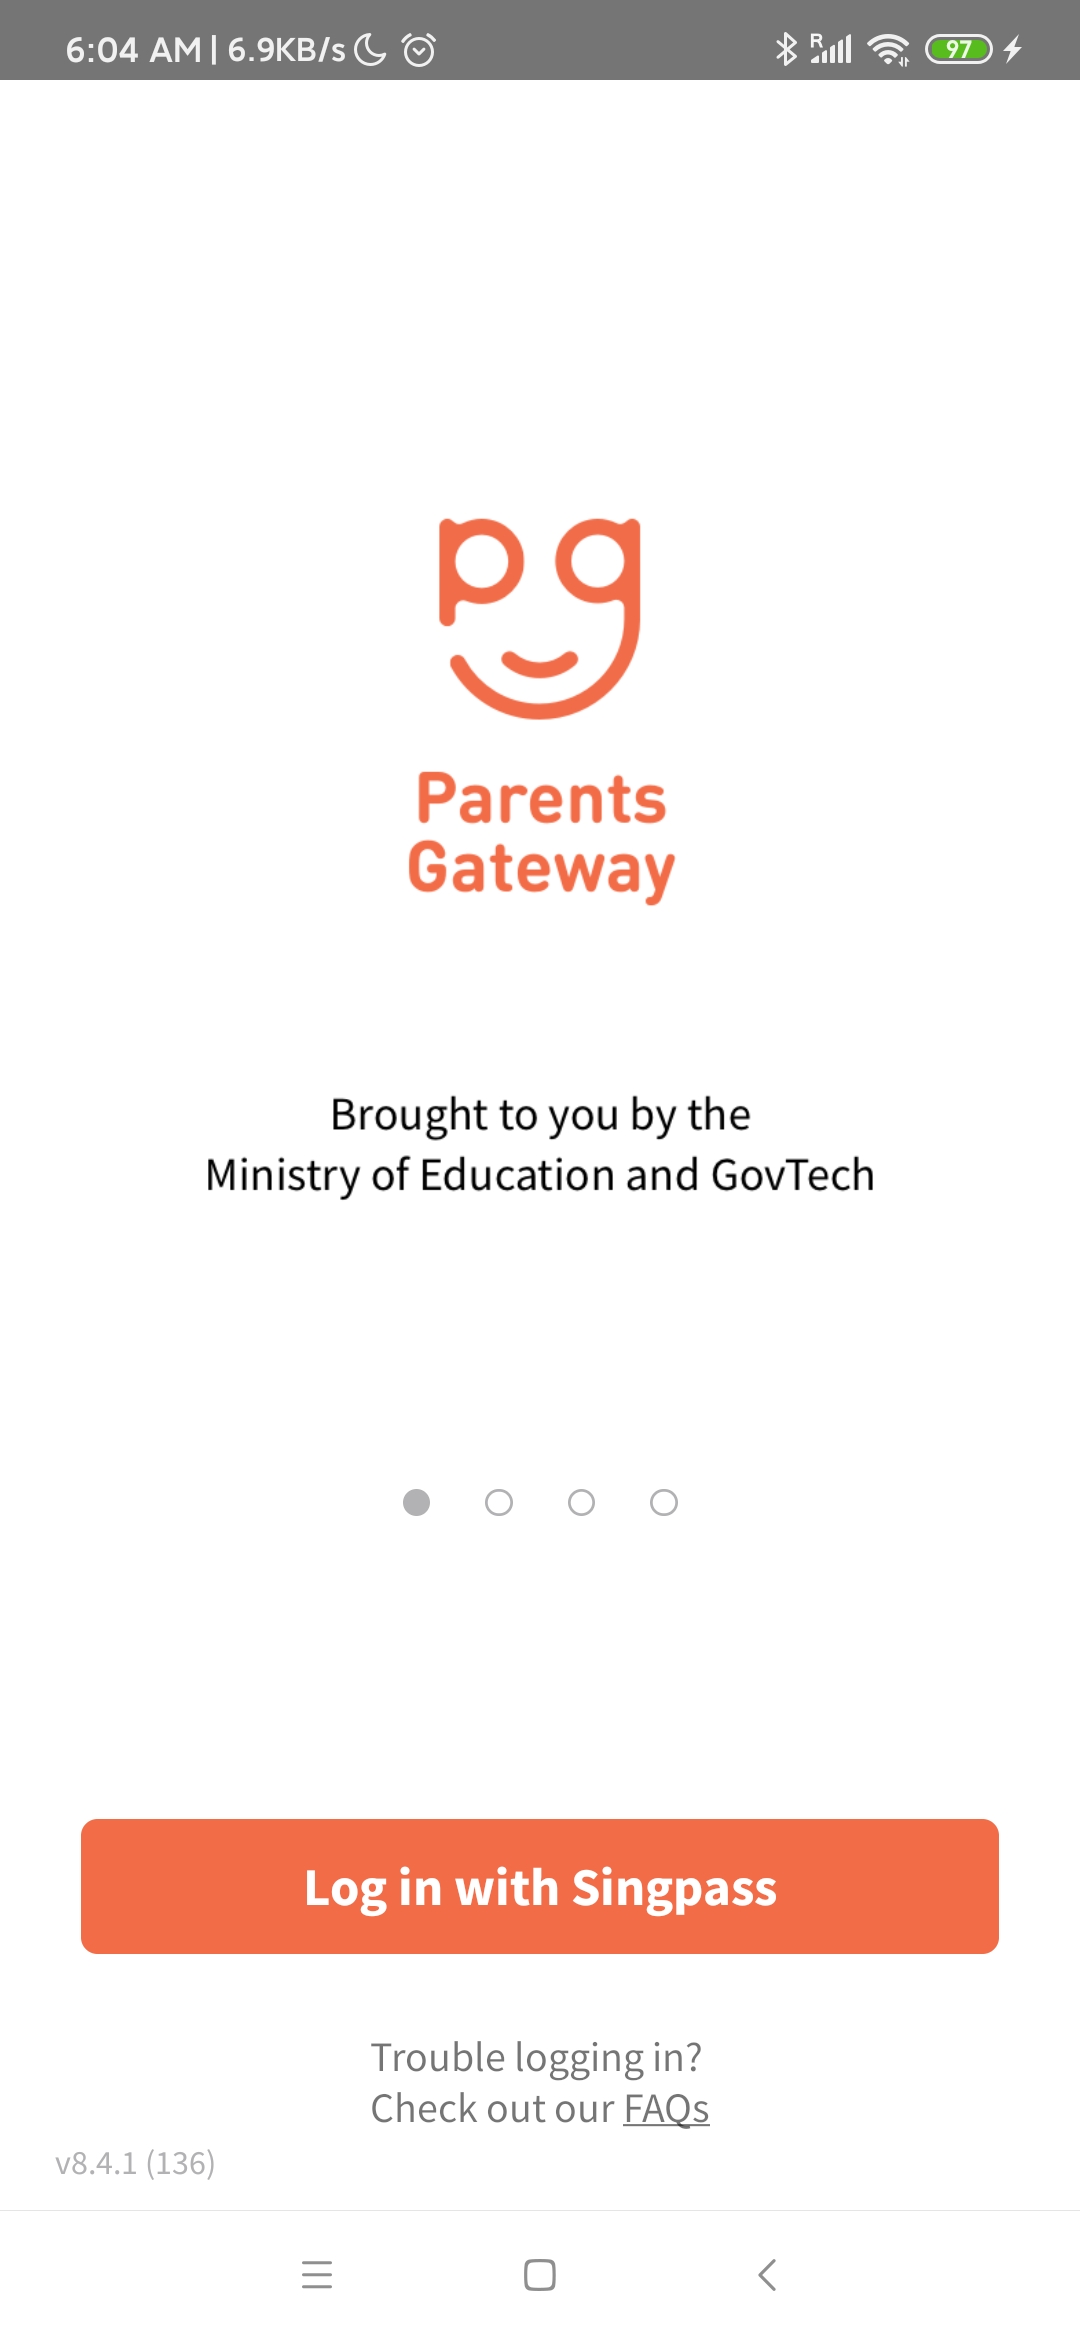 6:04 AM | 6.9KB/s R 97
pg
Parents
Gateway
Brought to you by the
Ministry of Education and GovTech
Log in with Singpass
Trouble logging in?
Check out our FAQs
v8.4.1 (136)